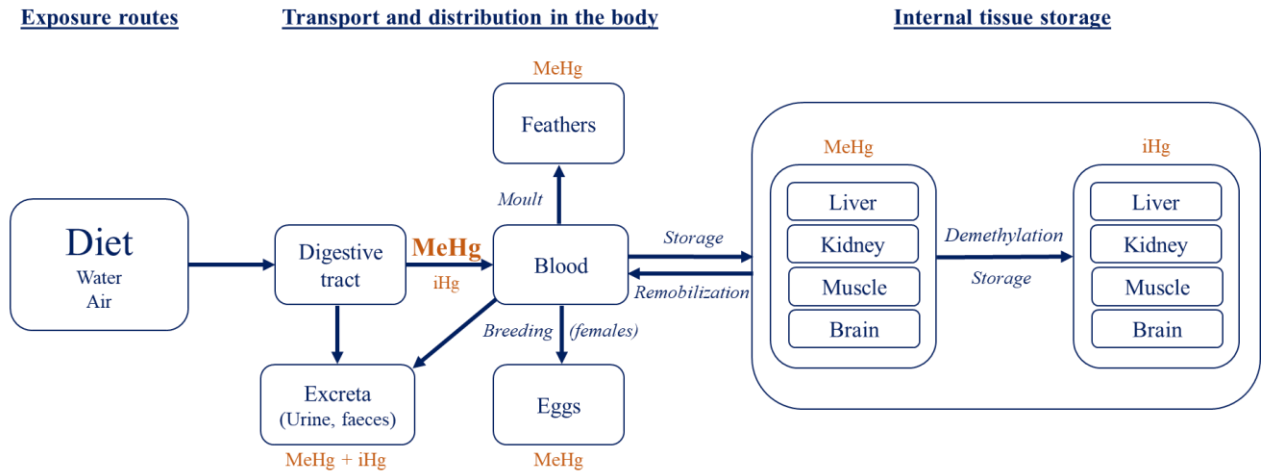 Exposure routes
Transport and distribution in the body
Internal tissue storage
Diet
Water
Air
Digestive
tract
MeHg
iHg
Excreta
(Urine, faeces)
MeHg + iHg
MeHg
Feathers
Moult
Blood
Breeding (females)
Eggs
MeHg
Storage
Remobilization
MeHg
Liver
Kidney
Muscle
Brain
Demethylation
Storage
iHg
Liver
Kidney
Muscle
Brain